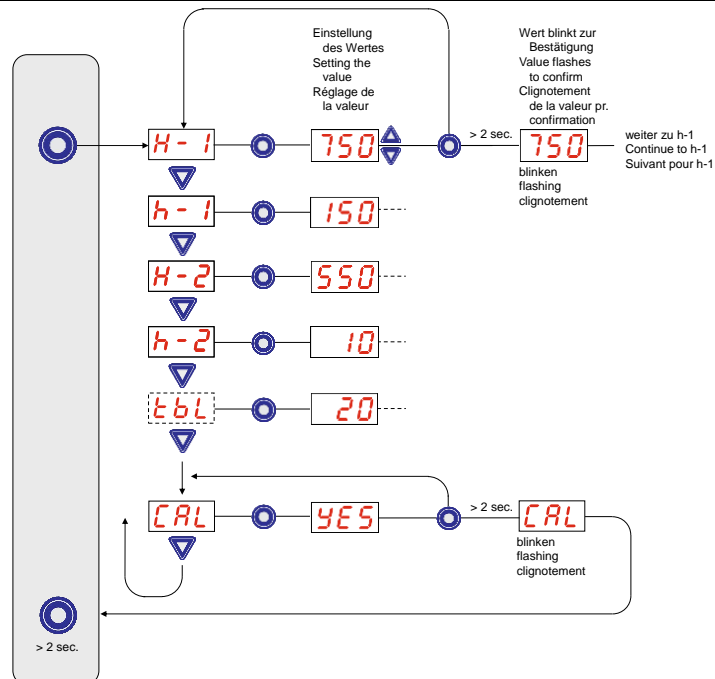 Einstellung
des Wertes
Setting the
value
Réglage de
la valeur
Wert blinkt zur
Bestätigung
Value flashes
to confirm
Clignotement
de la valeur pr.
confirmation
H-1
750
> 2 sec.
750
weiter zu h-1
Continue to h-1
Suivant pour h-1
blinken
flashing
clignotement
h-1
150
H-2
550
h-2
10
tbL
20
CAL
YES
> 2 sec.
CAL
blinken
flashing
clignotement
> 2 sec.